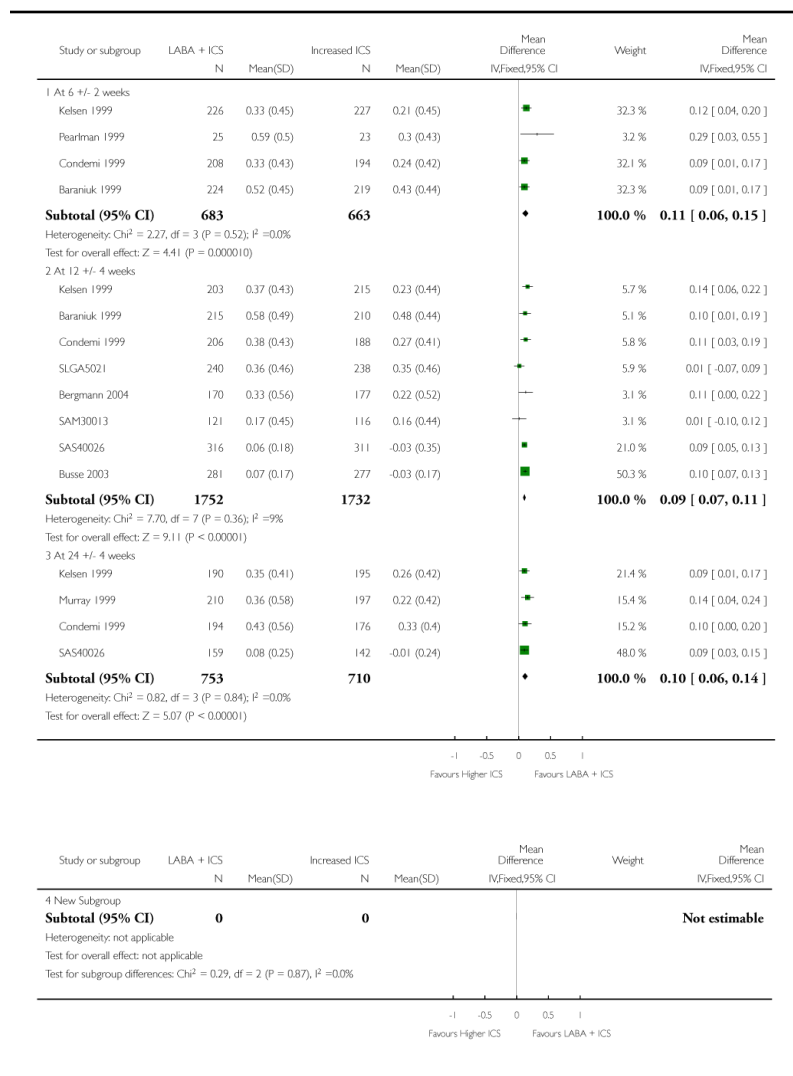 Study or subgroup LABA + ICS Increased ICS Mean Difference Weight Mean Difference
N Mean(SD) N Mean(SD) IV,Fixed,95% CI IV,Fixed,95% CI
1 At 6 +/- 2 weeks
Kelsen 1999 226 0.33 (0.45) 227 0.21 (0.45) 32.3 % 0.12 [ 0.04, 0.20 ]
Pearlman 1999 25 0.59 (0.5) 23 0.3 (0.43) 3.2 % 0.29 [ 0.03, 0.55 ]
Condemi 1999 208 0.33 (0.43) 194 0.24 (0.42) 32.1 % 0.09 [ 0.01, 0.17 ]
Baraniuk 1999 224 0.52 (0.45) 219 0.43 (0.44) 32.3 % 0.09 [ 0.01, 0.17 ]
Subtotal (95% CI) 683 663 100.0 % 0.11 [ 0.06, 0.15 ]
Heterogeneity: Chi² = 2.27, df = 3 (P = 0.52); I² =0.0%
Test for overall effect: Z = 4.41 (P = 0.000010)
2 At 12 +/- 4 weeks
Kelsen 1999 203 0.37 (0.43) 215 0.23 (0.44) 5.7 % 0.14 [ 0.06, 0.22 ]
Baraniuk 1999 215 0.58 (0.49) 210 0.48 (0.44) 5.1 % 0.10 [ 0.01, 0.19 ]
Condemi 1999 206 0.38 (0.43) 188 0.27 (0.41) 5.8 % 0.11 [ 0.03, 0.19 ]
SLGA5021 240 0.36 (0.46) 238 0.35 (0.46) 5.9 % 0.01 [ -0.07, 0.09 ]
Bergmann 2004 170 0.33 (0.56) 177 0.22 (0.52) 3.1 % 0.11 [ 0.00, 0.22 ]
SAM30013 121 0.17 (0.45) 116 0.16 (0.44) 3.1 % 0.01 [ -0.10, 0.12 ]
SAS40026 316 0.06 (0.18) 311 -0.03 (0.35) 21.0 % 0.09 [ 0.05, 0.13 ]
Busse 2003 281 0.07 (0.17) 277 -0.03 (0.17) 50.3 % 0.10 [ 0.07, 0.13 ]
Subtotal (95% CI) 1752 1732 100.0 % 0.09 [ 0.07, 0.11 ]
Heterogeneity: Chi² = 7.70, df = 7 (P = 0.36); I² =9%
Test for overall effect: Z = 9.11 (P < 0.00001)
3 At 24 +/- 4 weeks
Kelsen 1999 190 0.35 (0.41) 195 0.26 (0.42) 21.4 % 0.09 [ 0.01, 0.17 ]
Murray 1999 210 0.36 (0.58) 197 0.22 (0.42) 15.4 % 0.14 [ 0.04, 0.24 ]
Condemi 1999 194 0.43 (0.56) 176 0.33 (0.4) 15.2 % 0.10 [ 0.00, 0.20 ]
SAS40026 159 0.08 (0.25) 142 -0.01 (0.24) 48.0 % 0.09 [ 0.03, 0.15 ]
Subtotal (95% CI) 753 710 100.0 % 0.10 [ 0.06, 0.14 ]
Heterogeneity: Chi² = 0.82, df = 3 (P = 0.84); I² =0.0%
Test for overall effect: Z = 5.07 (P < 0.00001)
-1 -0.5 0 0.5 1
Favours Higher ICS Favours LABA + ICS
Study or subgroup LABA + ICS Increased ICS Mean Difference Weight Mean Difference
N Mean(SD) N Mean(SD) IV,Fixed,95% CI IV,Fixed,95% CI
4 New Subgroup
Subtotal (95% CI) 0 0 Not estimable
Heterogeneity: not applicable
Test for overall effect: not applicable
Test for subgroup differences: Chi² = 0.29, df = 2 (P = 0.87), I² =0.0%
-1 -0.5 0 0.5 1
Favours Higher ICS Favours LABA + ICS